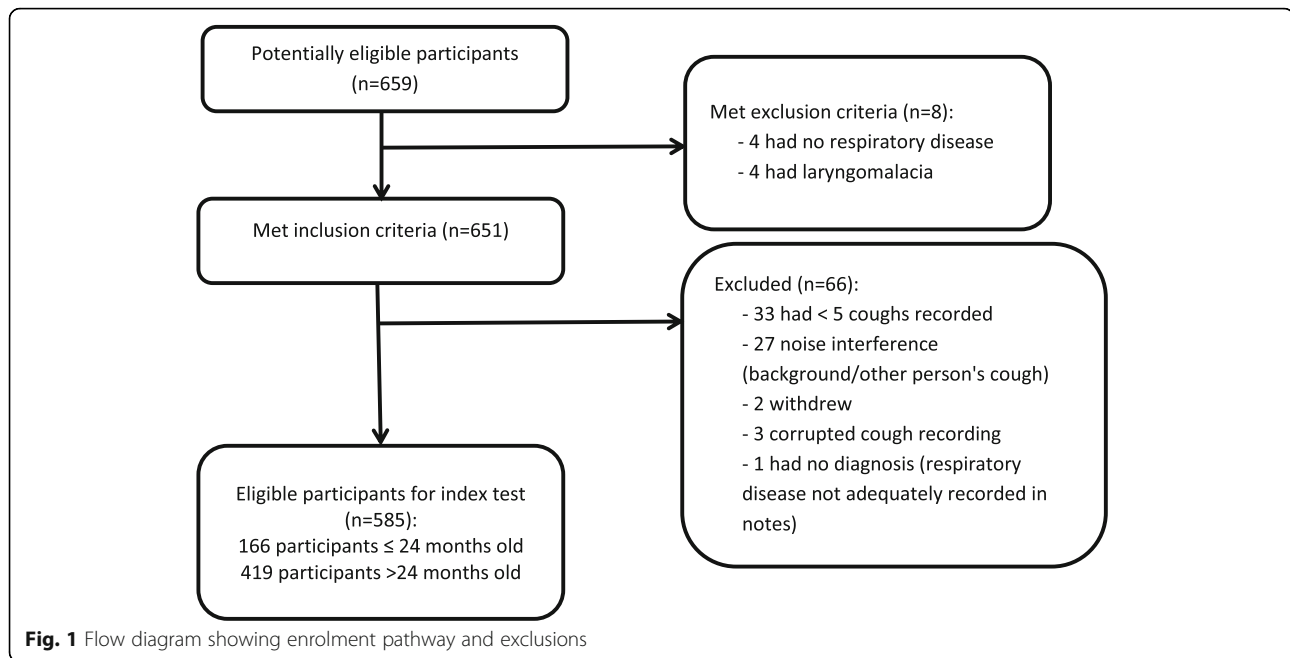 Potentially eligible participants
(n=659)
Met exclusion criteria (n=8):
- 4 had no respiratory disease
- 4 had laryngomalacia
Met inclusion criteria (n=651)
Excluded (n=66):
- 33 had < 5 coughs recorded
- 27 noise interference
(background/other person's cough)
- 2 withdrew
- 3 corrupted cough recording
- 1 had no diagnosis (respiratory
disease not adequately recorded in
notes)
Eligible participants for index test
(n=585):
166 participants ≤ 24 months old
419 participants >24 months old
Fig. 1 Flow diagram showing enrolment pathway and exclusions